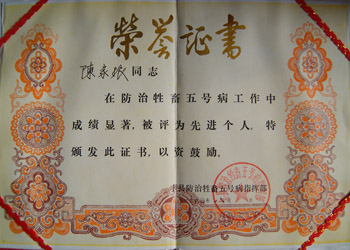 荣誉证书
陈永 同志
在防治牲畜五号病工作中
成绩显著，被评为先进个人，特
颁发此证书，以资鼓励。
县防治牲畜五号病指挥部